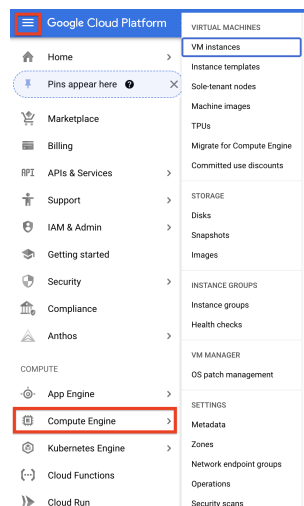 Google Cloud Platform
Home
Pins appear here
Marketplace
Billing
API APIs & Services
Support
IAM & Admin
Getting started
Security
Compliance
Anthos
COMPUTE
App Engine
Compute Engine
Kubernetes Engine
Cloud Functions
Cloud Run
VIRTUAL MACHINES
VM instances
Instance templates
Sole-tenant nodes
Machine images
TPUs
Migrate for Compute Engine
Committed use discounts
STORAGE
Disks
Snapshots
Images
INSTANCE GROUPS
Instance groups
Health checks
VM MANAGER
OS patch management
SETTINGS
Metadata
Zones
Network endpoint groups
Operations
Security scans